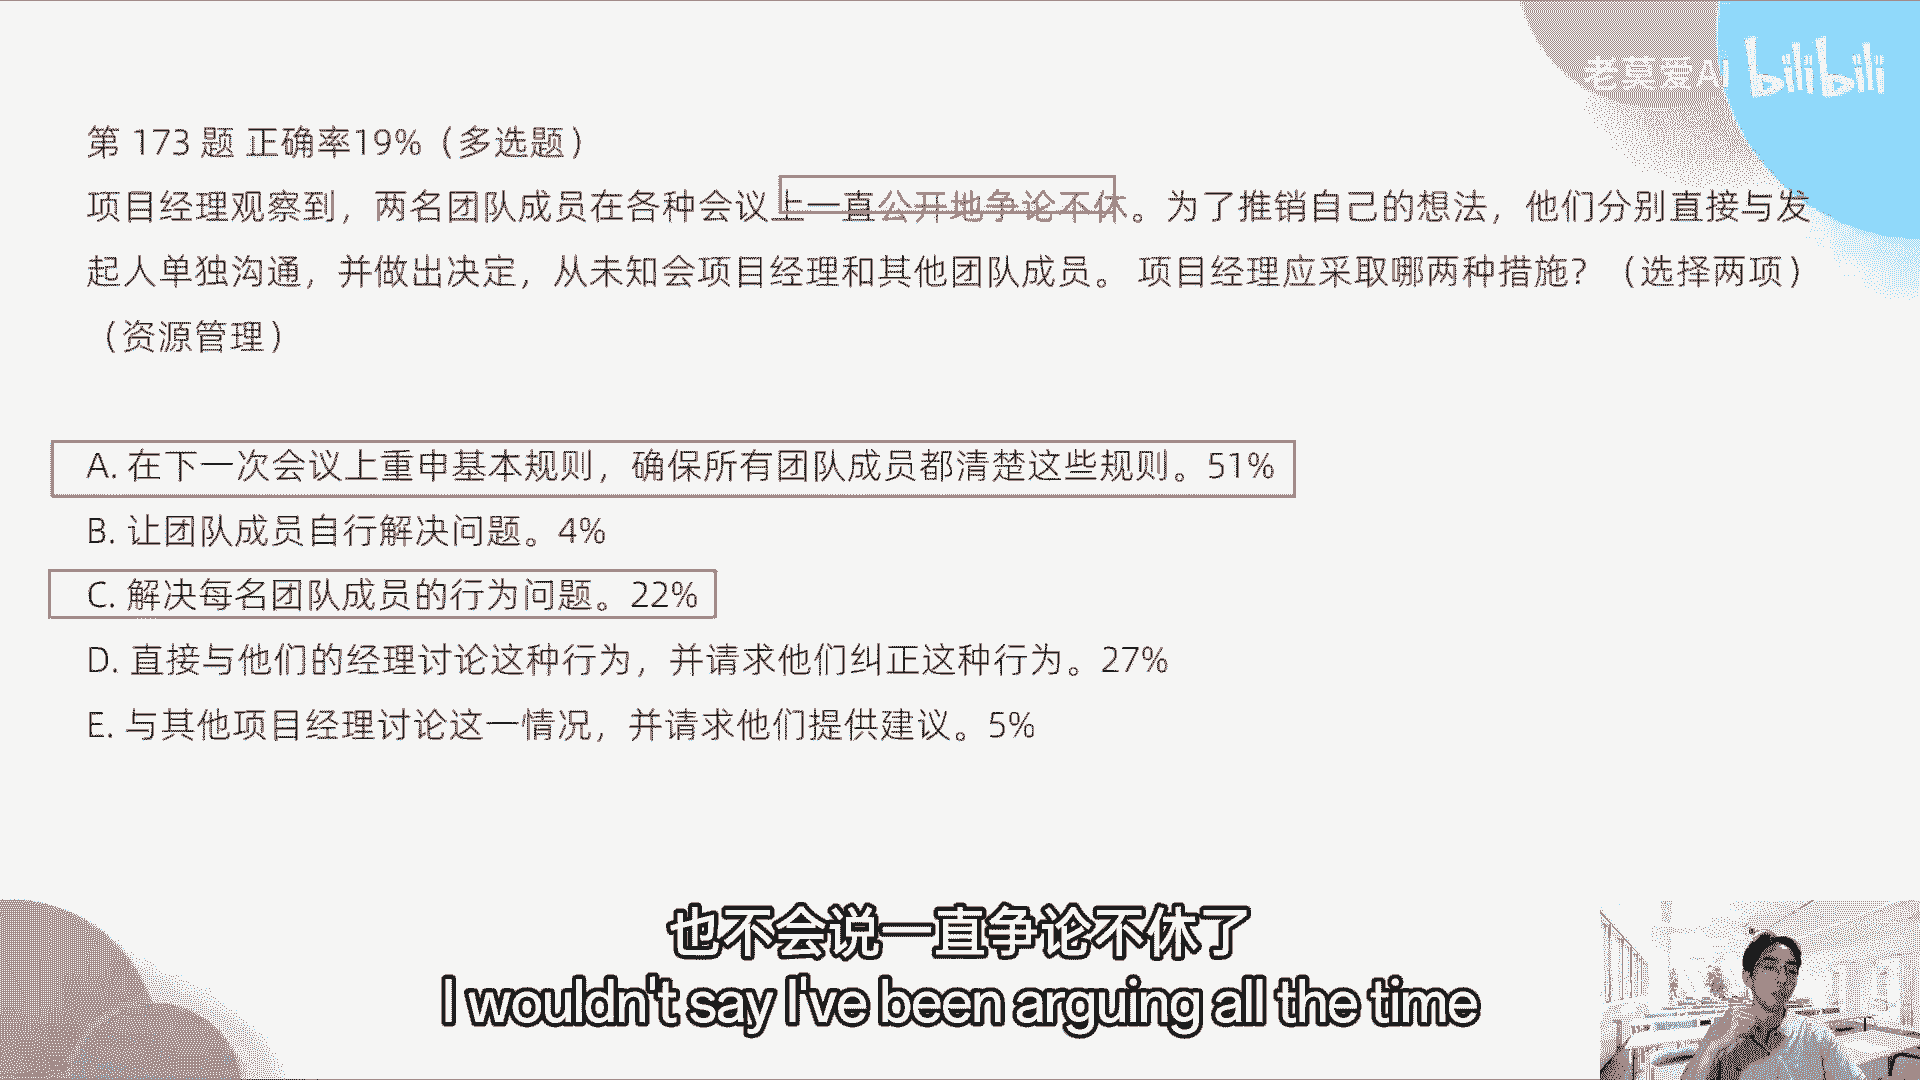 老莫爱AI bilibili
第 173 题 正确率19%（多选题）
项目经理观察到，两名团队成员在各种会议上一直公开地争论不休。为了推销自己的想法，他们分别直接与发
起人单独沟通，并做出决定，从未知会项目经理和其他团队成员。 项目经理应采取哪两种措施？（选择两项）
（资源管理）
A. 在下一次会议上重申基本规则，确保所有团队成员都清楚这些规则。51%
B. 让团队成员自行解决问题。4%
C. 解决每名团队成员的行为问题。22%
D. 直接与他们的经理讨论这种行为，并请求他们纠正这种行为。27%
E. 与其他项目经理讨论这一情况，并请求他们提供建议。5%
也不会说一直争论不休了
I wouldn't say I've been arguing all the time